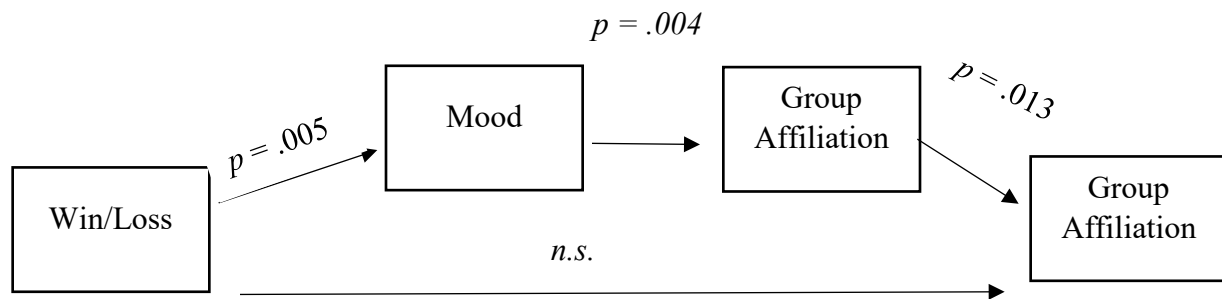 p = .004
Mood
Group
Affiliation
p = .013
p = .005
Win/Loss
Group
Affiliation
n.s.